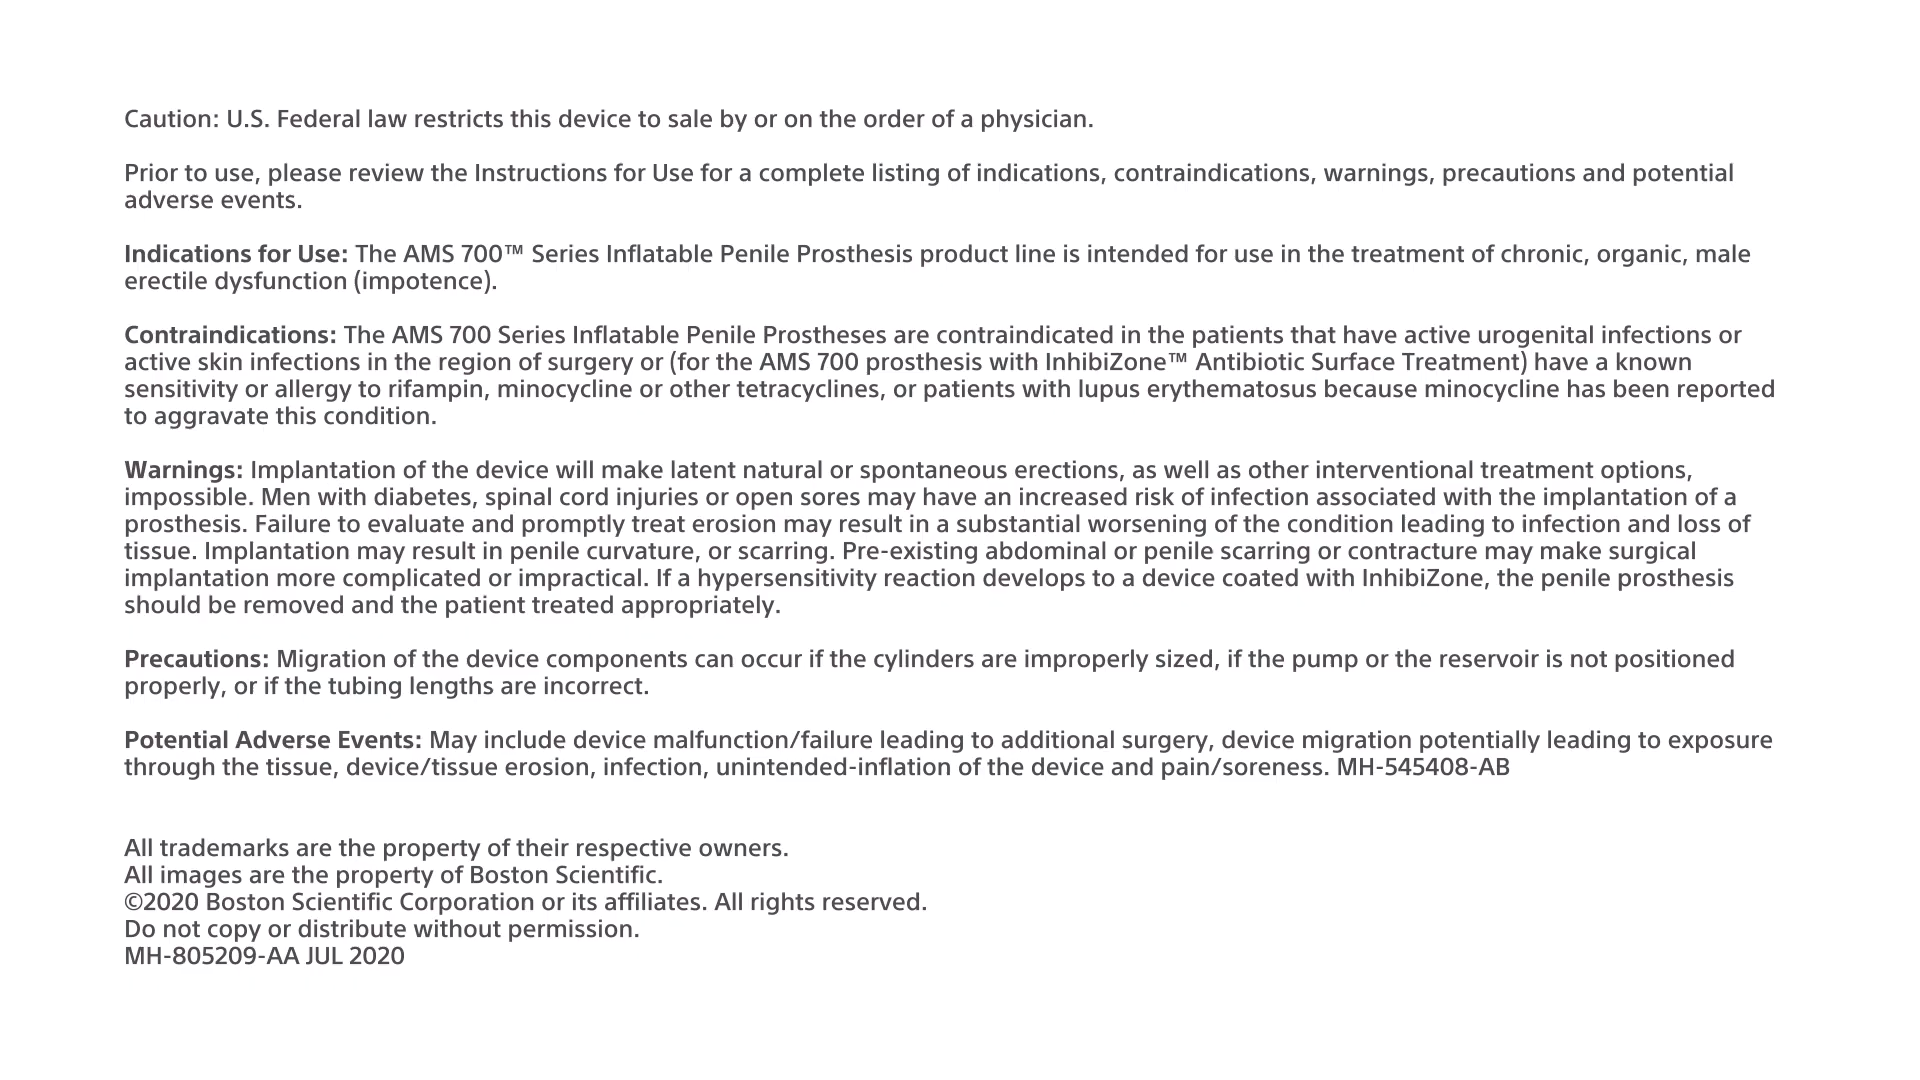 Caution: U.S. Federal law restricts this device to sale by or on the order of a physician.
Prior to use, please review the Instructions for Use for a complete listing of indications, contraindications, warnings, precautions and potential
adverse events.
Indications for Use: The AMS 700™ Series Inflatable Penile Prosthesis product line is intended for use in the treatment of chronic, organic, male
erectile dysfunction (impotence).
Contraindications: The AMS 700 Series Inflatable Penile Prostheses are contraindicated in the patients that have active urogenital infections or
active skin infections in the region of surgery or (for the AMS 700 prosthesis with InhibiZone™ Antibiotic Surface Treatment) have a known
sensitivity or allergy to rifampin, minocycline or other tetracyclines, or patients with lupus erythematosus because minocycline has been reported
to aggravate this condition.
Warnings: Implantation of the device will make latent natural or spontaneous erections, as well as other interventional treatment options,
impossible. Men with diabetes, spinal cord injuries or open sores may have an increased risk of infection associated with the implantation of a
prosthesis. Failure to evaluate and promptly treat erosion may result in a substantial worsening of the condition leading to infection and loss of
tissue. Implantation may result in penile curvature, or scarring. Pre-existing abdominal or penile scarring or contracture may make surgical
implantation more complicated or impractical. If a hypersensitivity reaction develops to a device coated with InhibiZone, the penile prosthesis
should be removed and the patient treated appropriately.
Precautions: Migration of the device components can occur if the cylinders are improperly sized, if the pump or the reservoir is not positioned
properly, or if the tubing lengths are incorrect.
Potential Adverse Events: May include device malfunction/failure leading to additional surgery, device migration potentially leading to exposure
through the tissue, device/tissue erosion, infection, unintended-inflation of the device and pain/soreness. MH-545408-AB
All trademarks are the property of their respective owners.
All images are the property of Boston Scientific.
©2020 Boston Scientific Corporation or its affiliates. All rights reserved.
Do not copy or distribute without permission.
MH-805209-AA JUL 2020